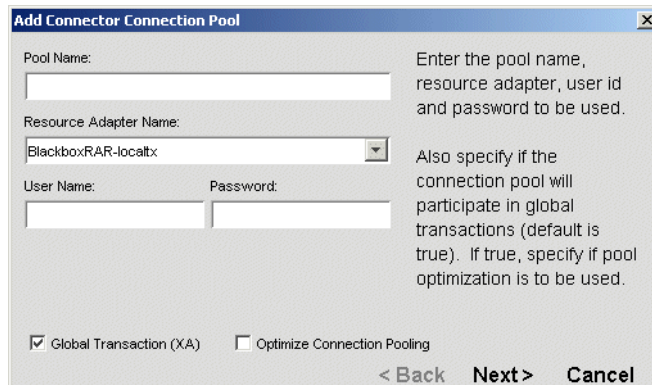 Add Connector Connection Pool
Pool Name:
Resource Adapter Name:
BlackboxRAR-localtx
User Name:
Password:
Enter the pool name,
resource adapter, user id
and password to be used.
Also specify if the
connection pool will
participate in global
transactions (default is
true). If true, specify if pool
optimization is to be used.
Global Transaction (XA)
Optimize Connection Pooling
< Back
Next >
Cancel